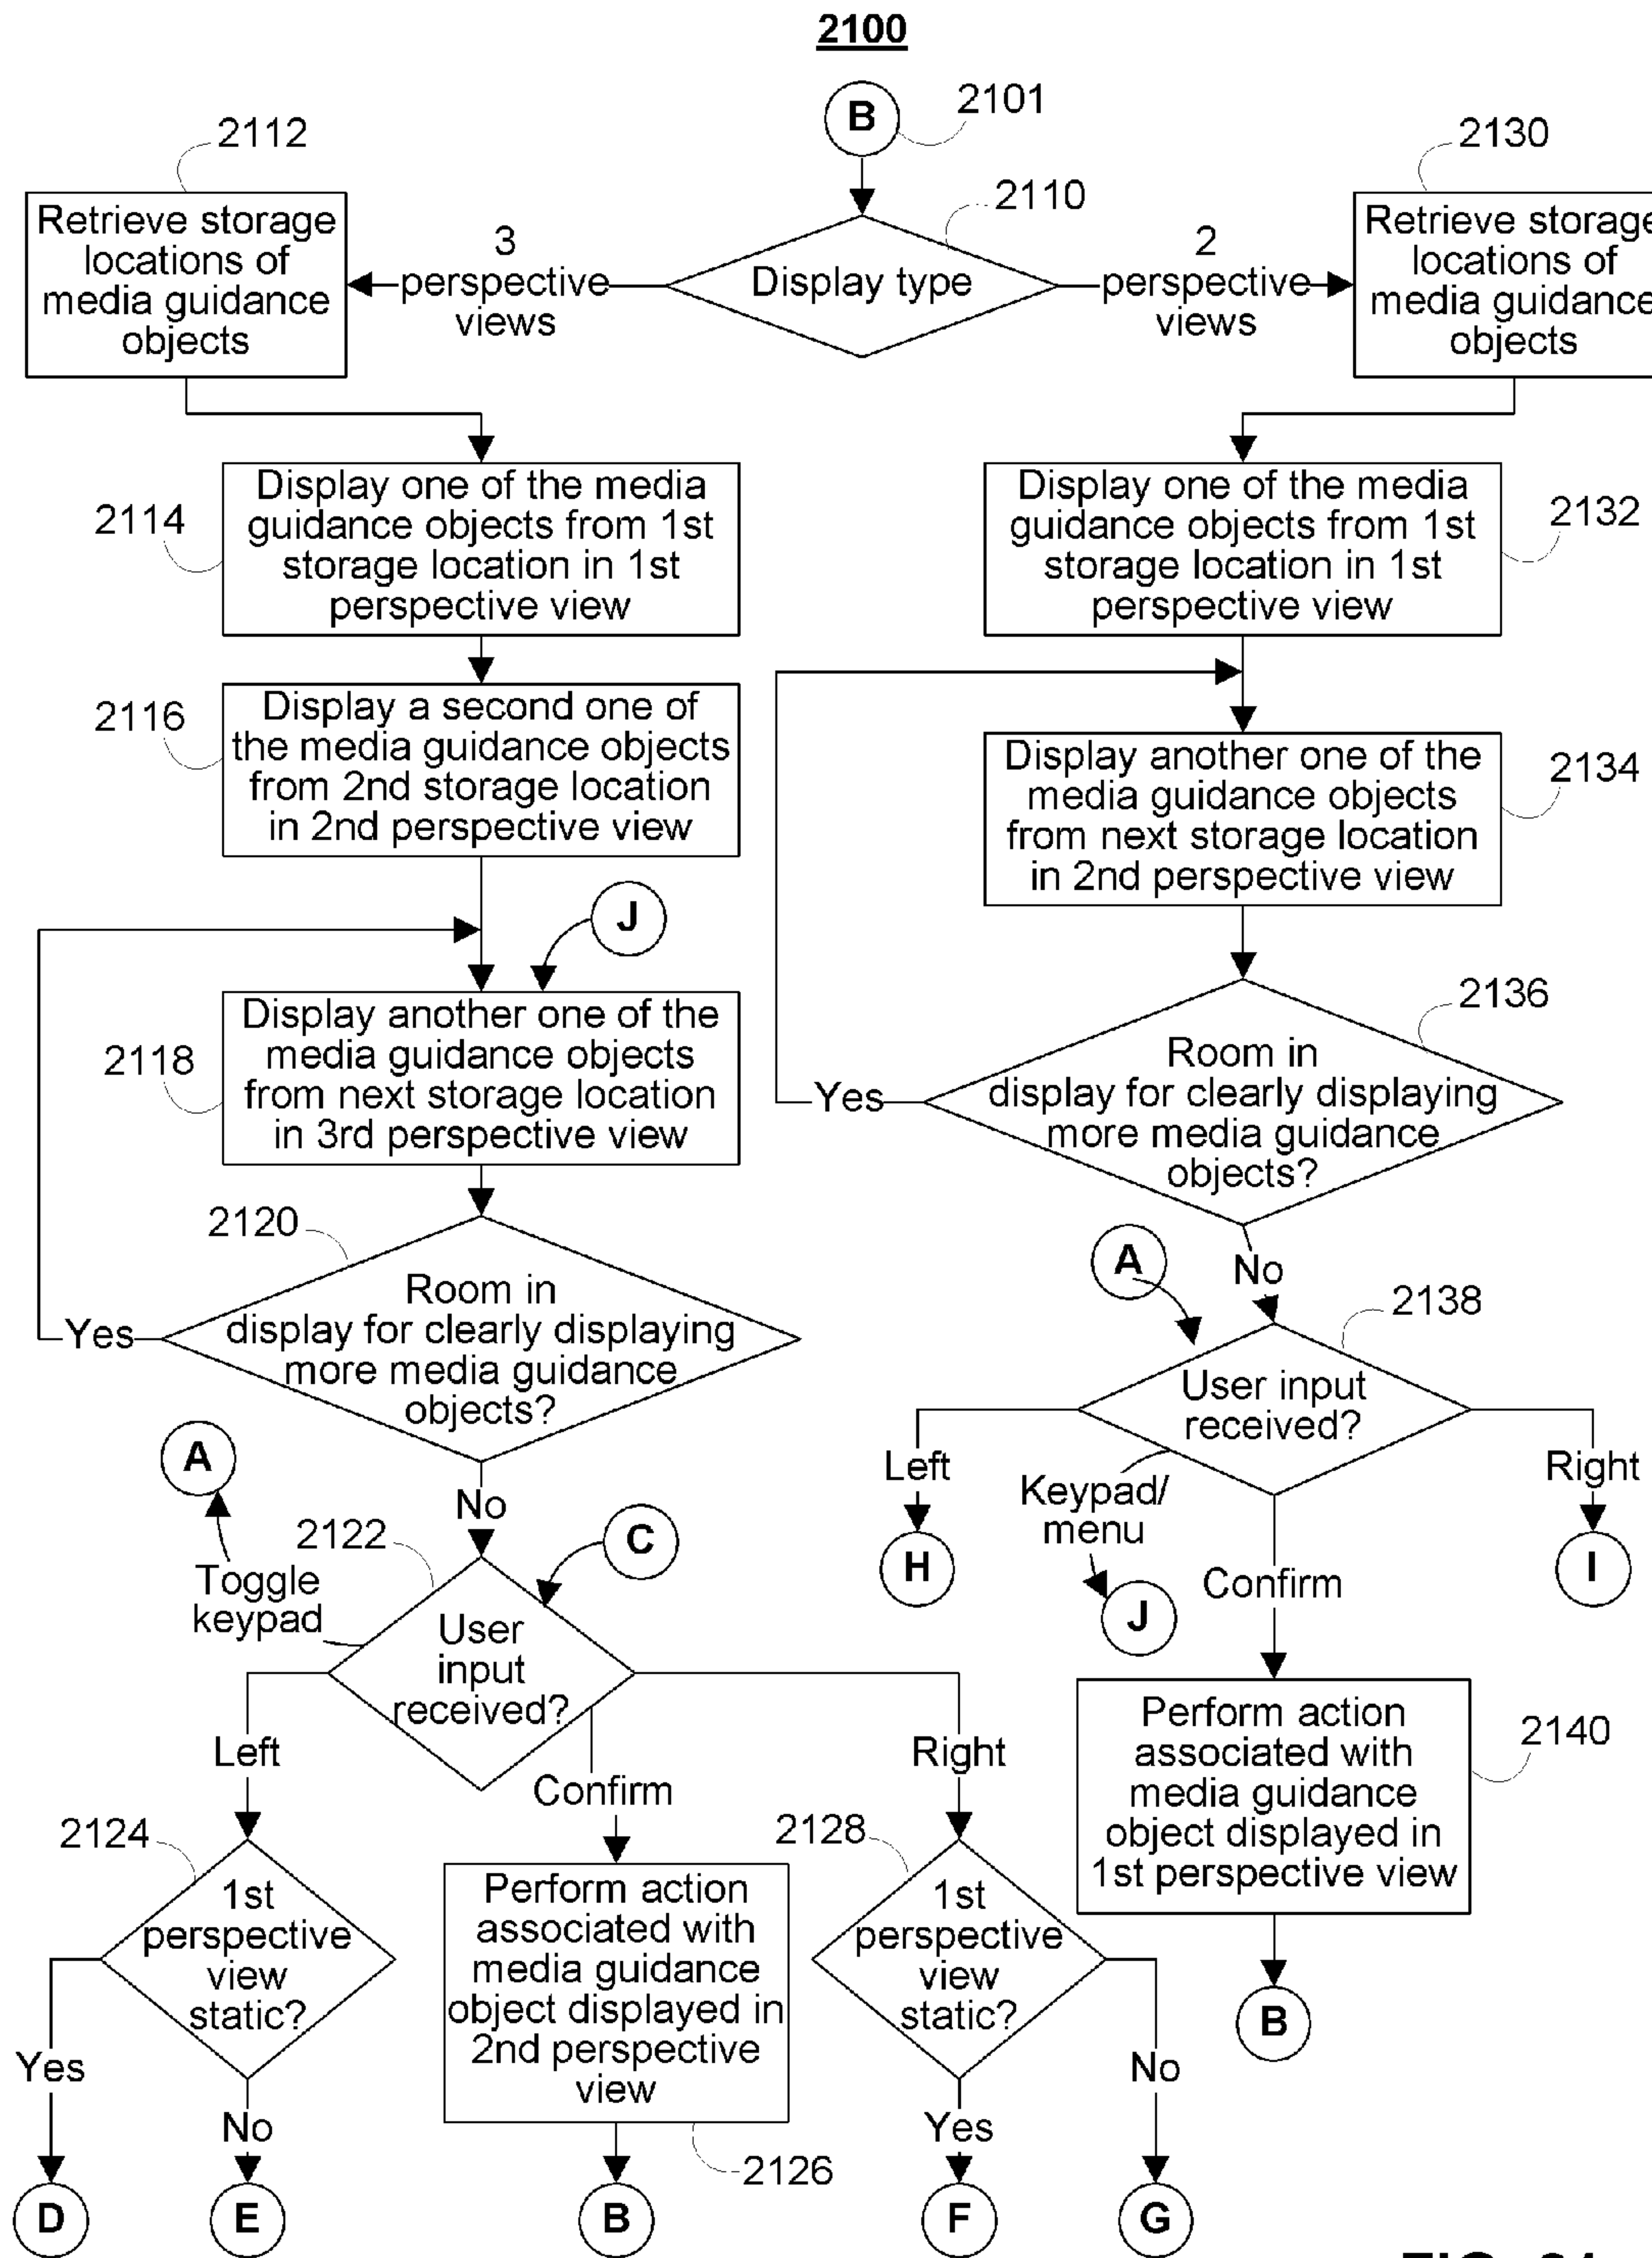 2100
B
2101
2112
2130
2110
Retrieve storage
locations of
media guidance
objects
3
perspective
views
Display type
2
perspective
views
Retrieve storage
locations of
media guidance
objects
2114
Display one of the media
guidance objects from 1st
storage location in 1st
perspective view
Display one of the media
guidance objects from 1st
storage location in 1st
perspective view
2132
2116
Display a second one of
the media guidance objects
from 2nd storage location
in 2nd perspective view
Display another one of the
media guidance objects
from next storage location
in 2nd perspective view
2134
J
2118
Display another one of the
media guidance objects
from next storage location
in 3rd perspective view
2136
Room in
display for clearly displaying
more media guidance
objects?
Yes
No
2120
Room in
display for clearly displaying
more media guidance
objects?
Yes
No
A
2138
User input
received?
Left
Keypad/
menu
Confirm
Right
H
J
I
A
Toggle
keypad
2122
C
User
input
received?
Left
Confirm
Right
Perform action
associated with
media guidance
object displayed in
1st perspective view
2140
B
2124
1st
perspective
view
static?
Yes
No
Perform action
associated with
media guidance
object displayed in
2nd perspective
view
2126
2128
1st
perspective
view
static?
Yes
No
D
E
B
F
G